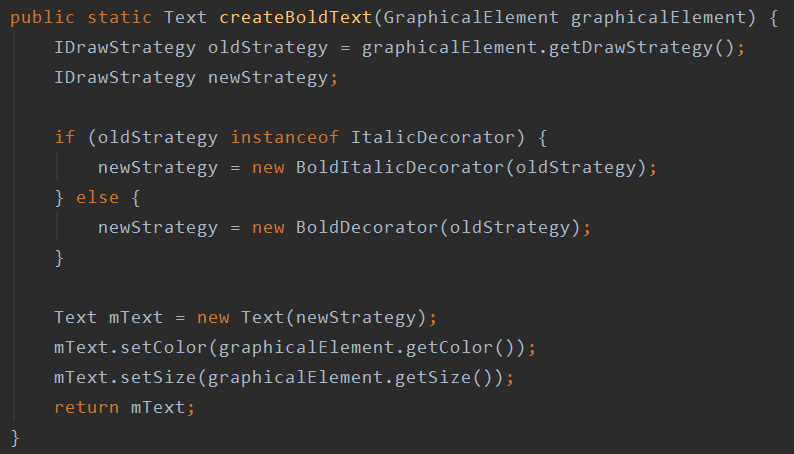 public static Text createBoldText(GraphicalElement graphicalElement) {
    IDrawStrategy oldStrategy = graphicalElement.getDrawStrategy();
    IDrawStrategy newStrategy;

    if (oldStrategy instanceof ItalicDecorator) {
        newStrategy = new BoldItalicDecorator(oldStrategy);
    } else {
        newStrategy = new BoldDecorator(oldStrategy);
    }

    Text mText = new Text(newStrategy);
    mText.setColor(graphicalElement.getColor());
    mText.setSize(graphicalElement.getSize());
    return mText;
}